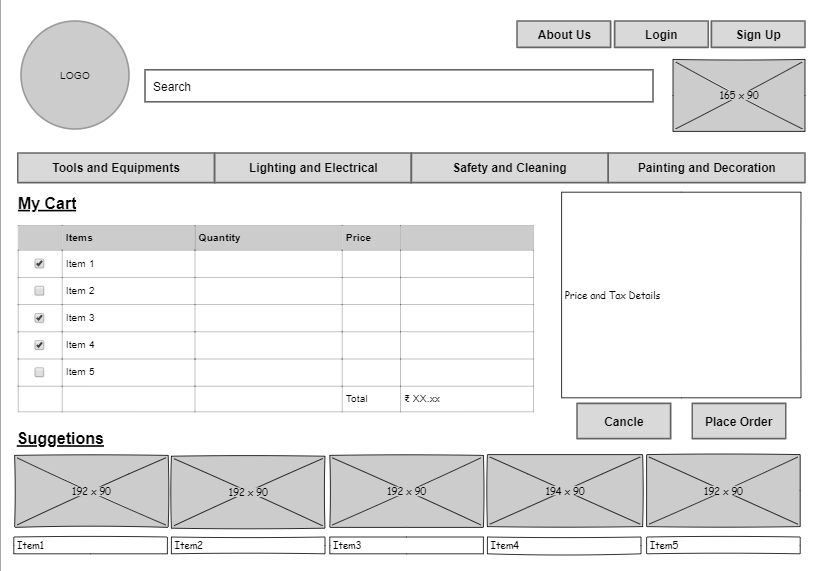 About Us Login Sign Up
LOGO
Search
165 x 90
Tools and Equipments Lighting and Electrical Safety and Cleaning Painting and Decoration
My Cart
Items Quantity Price
Item 1
Item 2
Item 3
Item 4
Item 5
Total ₹ XX.xx
Price and Tax Details
Cancle Place Order
Suggetions
192 x 90 192 x 90 192 x 90 194 x 90 192 x 90
Item1 Item2 Item3 Item4 Item5